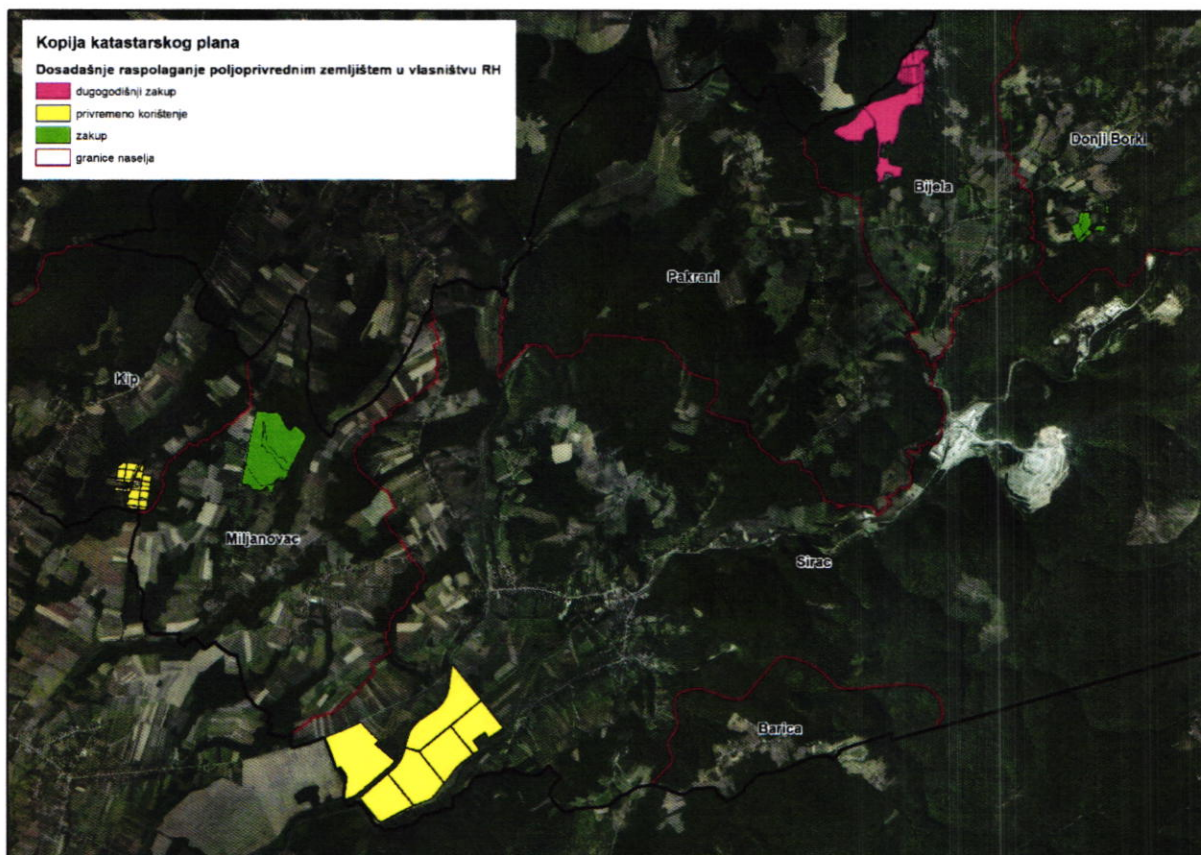 Kopija katastarskog plana
Dosadašnje raspolaganje poljoprivrednim zemljištem u vlasništvu RH
dugogodišnji zakup
privremeno korištenje
zakup
granice naselja
Donji Borki
Bijela
Pakrani
Kip
Miljanovac
Sirac
Barica